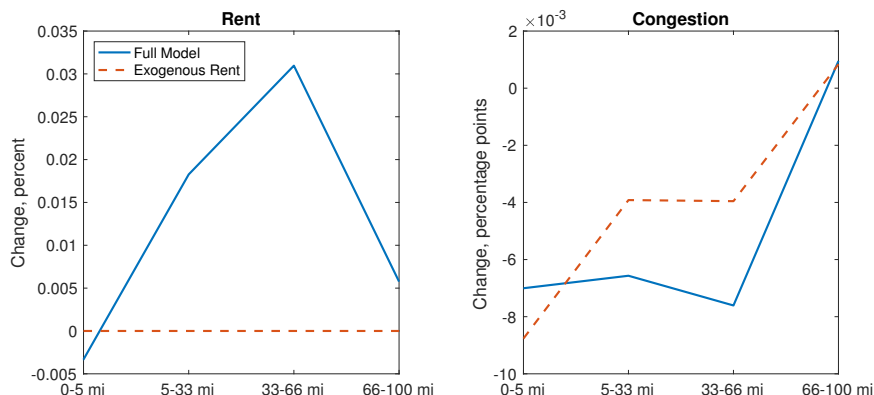 Rent
Change, percent
0.035
0.03
0.025
0.02
0.015
0.01
0.005
0
-0.005
Full Model
Exogenous Rent
0-5 mi
5-33 mi
33-66 mi
66-100 mi
Congestion
×10⁻³
Change, percentage points
2
0
-2
-4
-6
-8
-10
0-5 mi
5-33 mi
33-66 mi
66-100 mi